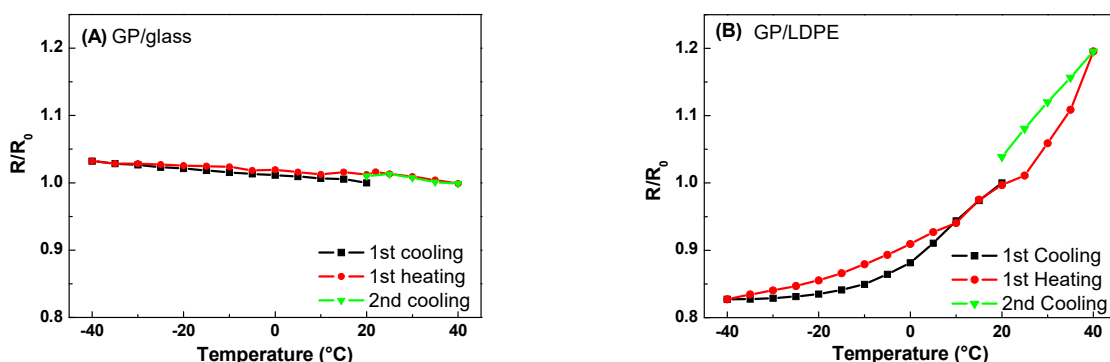 (A) GP/glass
1.2
1.1
1.0
0.9
0.8
R/R0
1st cooling
1st heating
2nd cooling
-40
-20
0
20
40
Temperature (°C)
(B) GP/LDPE
1.2
1.1
1.0
0.9
0.8
R/R0
1st Cooling
1st Heating
2nd Cooling
-40
-20
0
20
40
Temperature (°C)